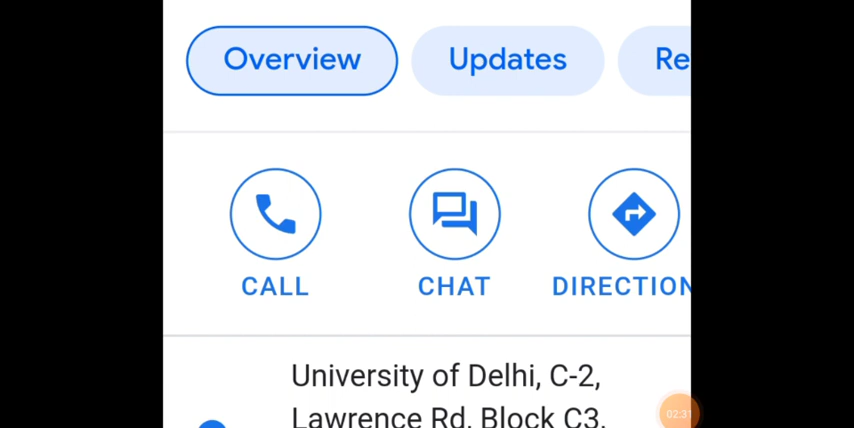 Overview Updates Re
CALL CHAT DIRECTION
University of Delhi, C-2,
Lawrence Rd, Block C3,
02:31